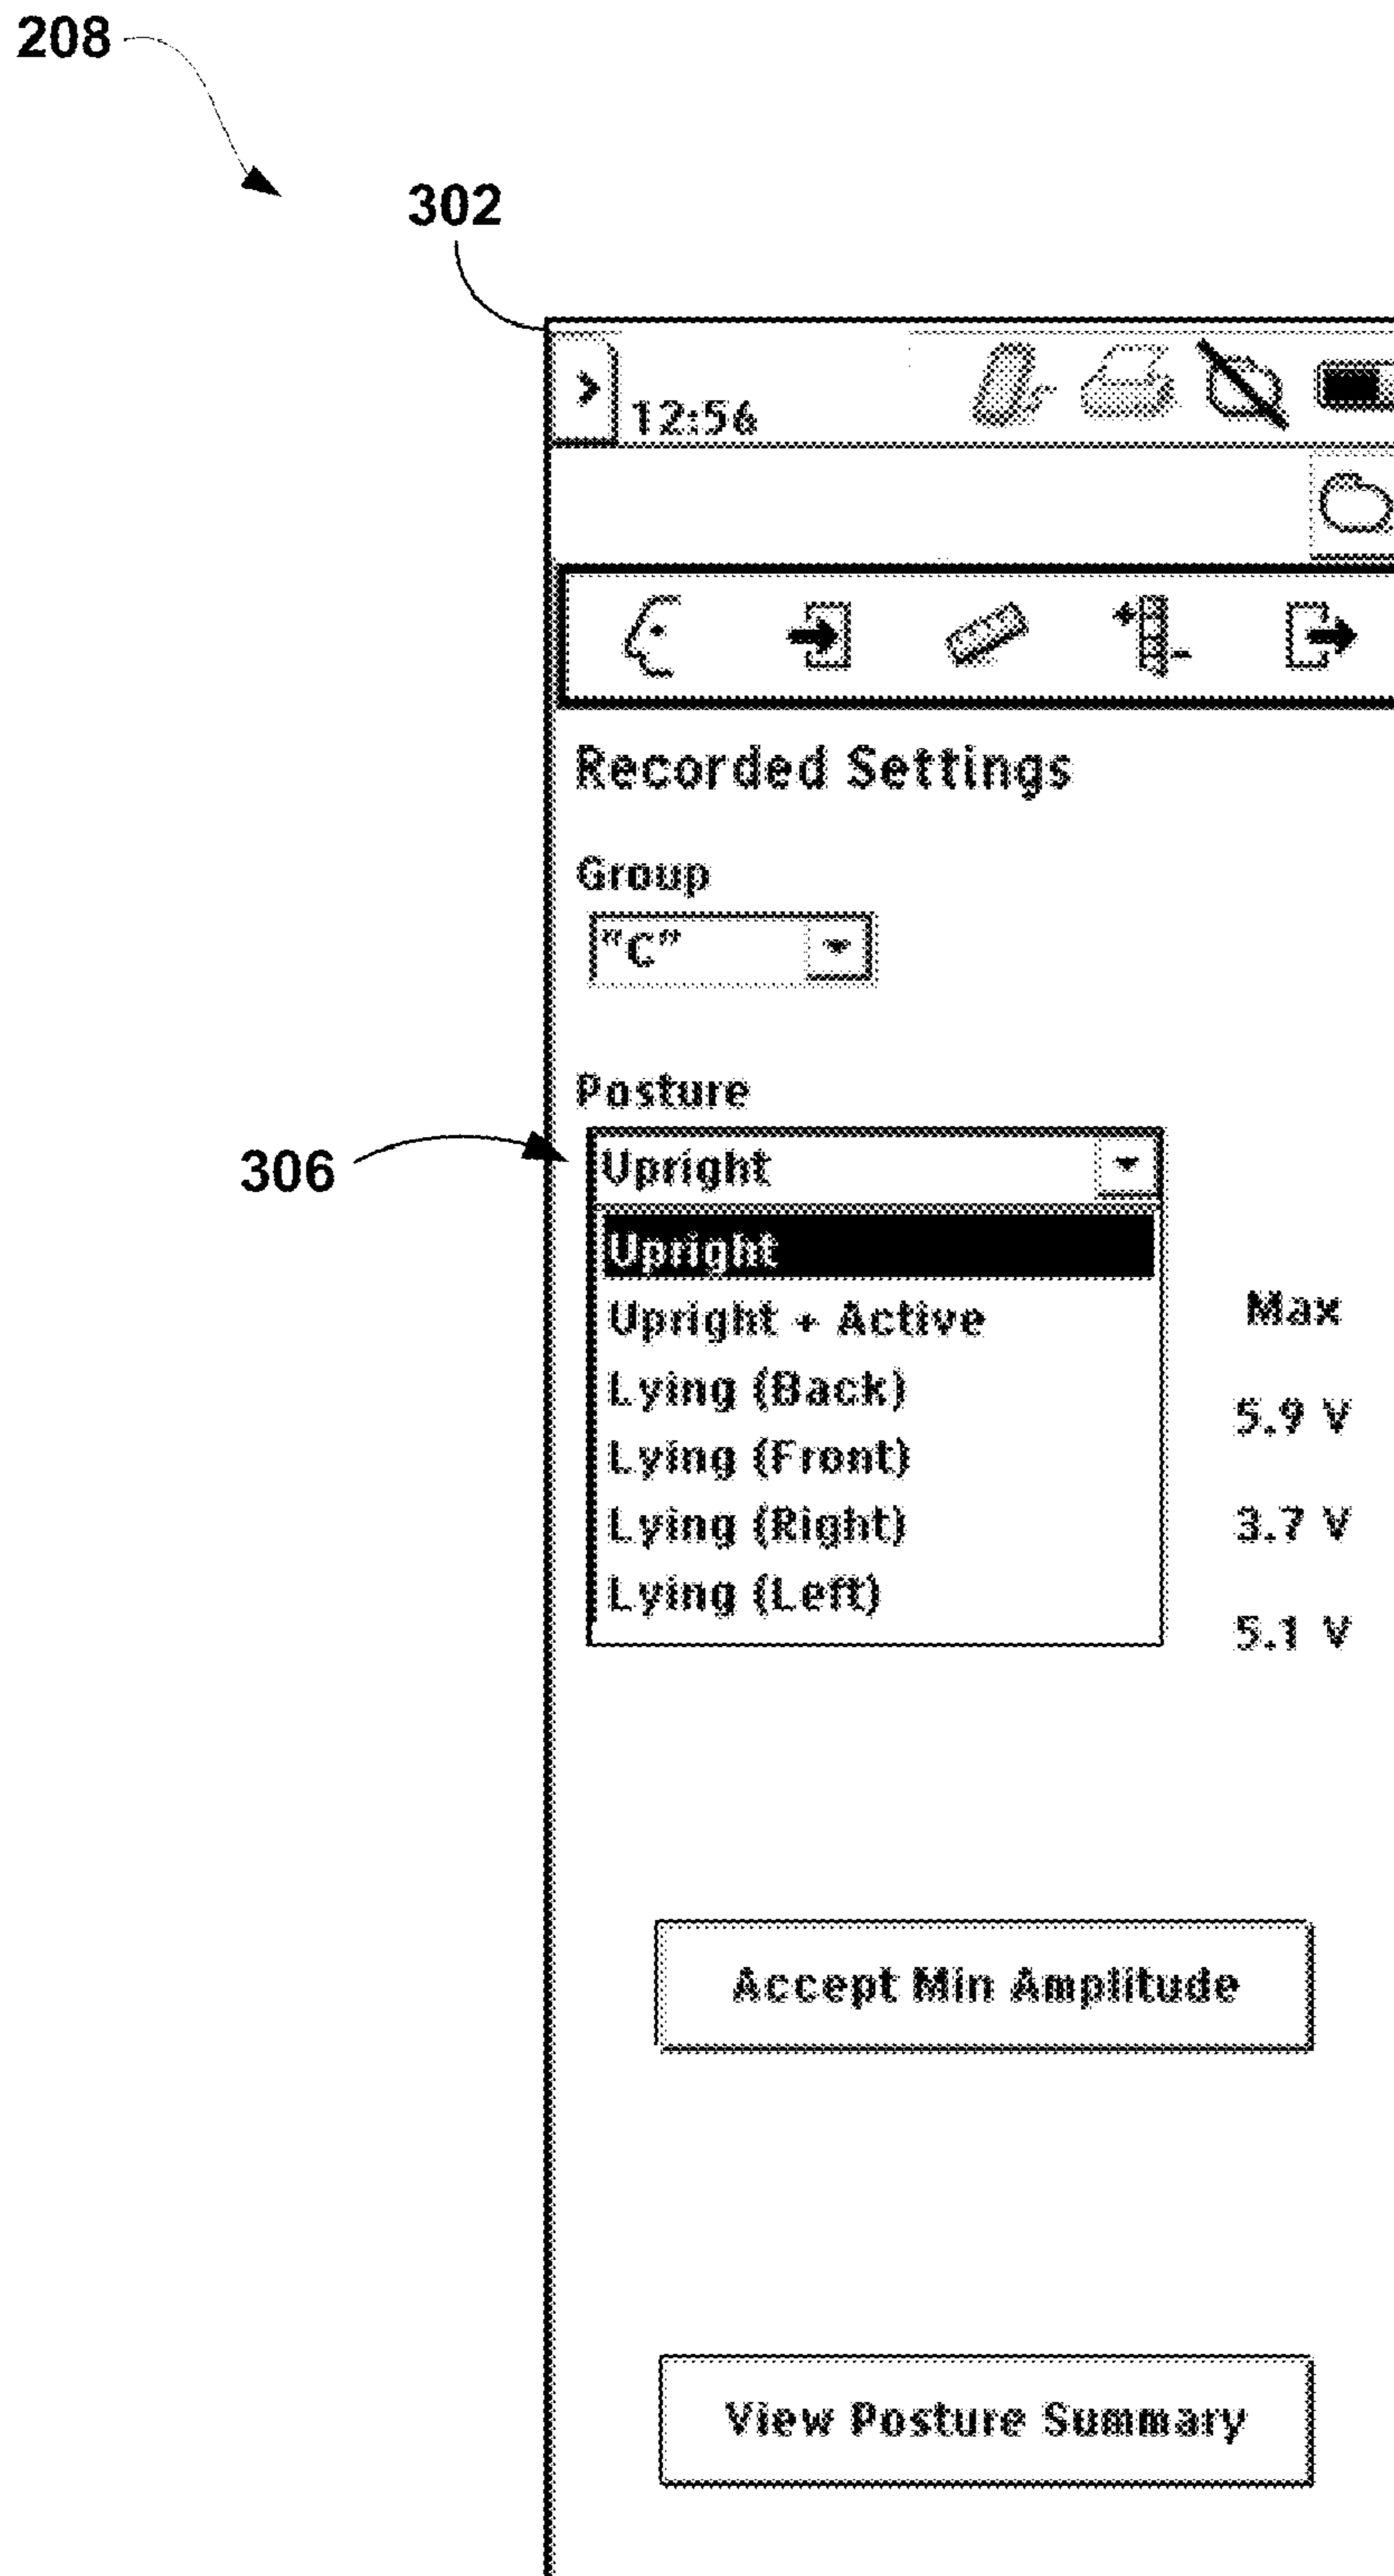 208
302
12:56
Recorded Settings
Group
"C"
Posture
306
Upright
Upright
Upright + Active
Max
Lying (Back)
5.9 V
Lying (Front)
Lying (Right)
3.7 V
Lying (Left)
5.1 V
Accept Min Amplitude
View Posture Summary